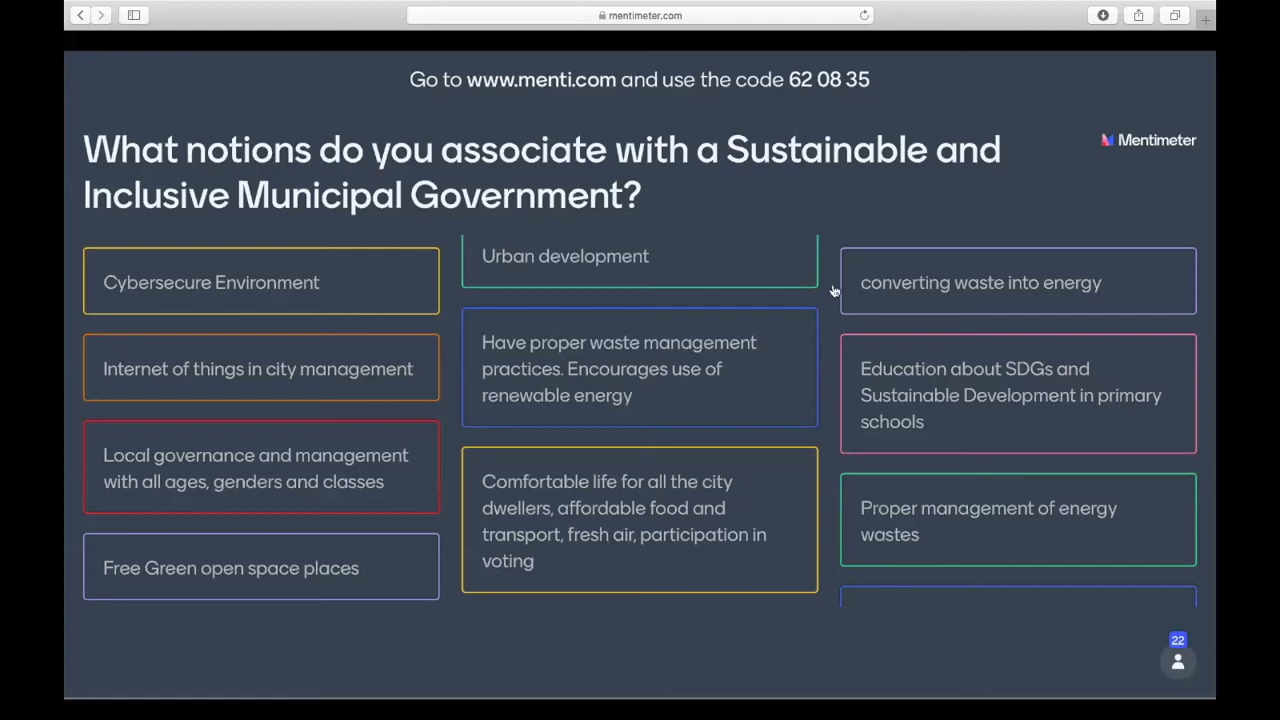 mentimeter.com
Go to www.menti.com and use the code 62 08 35
What notions do you associate with a Sustainable and
Inclusive Municipal Government?
Mentimeter
Cybersecure Environment
Internet of things in city management
Local governance and management
with all ages, genders and classes
Free Green open space places
Urban development
Have proper waste management
practices. Encourages use of
renewable energy
Comfortable life for all the city
dwellers, affordable food and
transport, fresh air, participation in
voting
converting waste into energy
Education about SDGs and
Sustainable Development in primary
schools
Proper management of energy
wastes
22